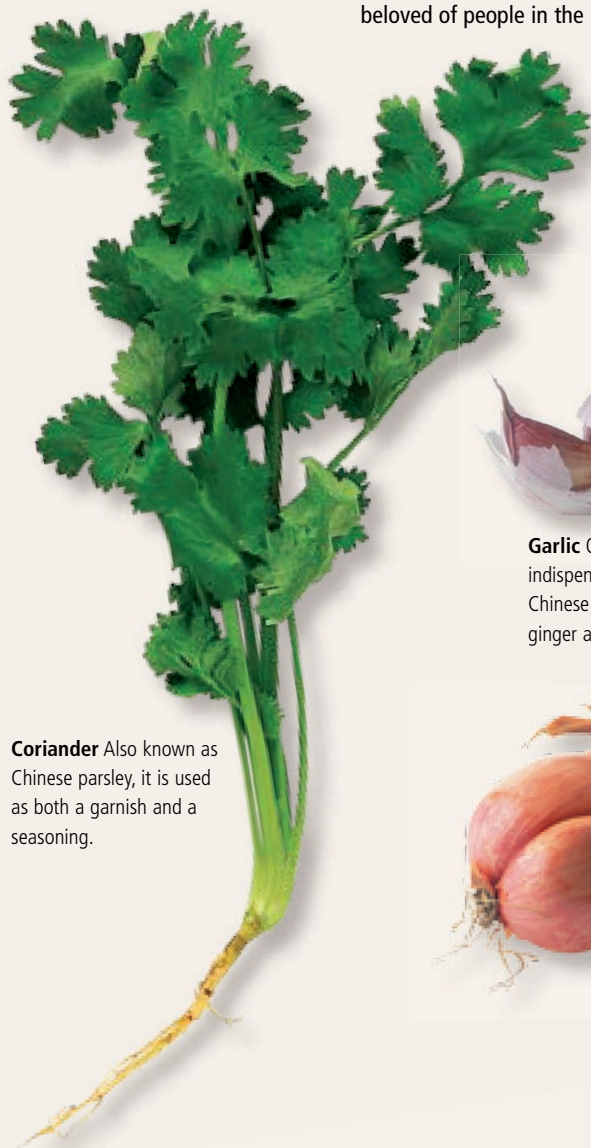 beloved of people in the
Garlic
indispen
Chinese
ginger a
Coriander Also known as
Chinese parsley, it is used
as both a garnish and a
seasoning.